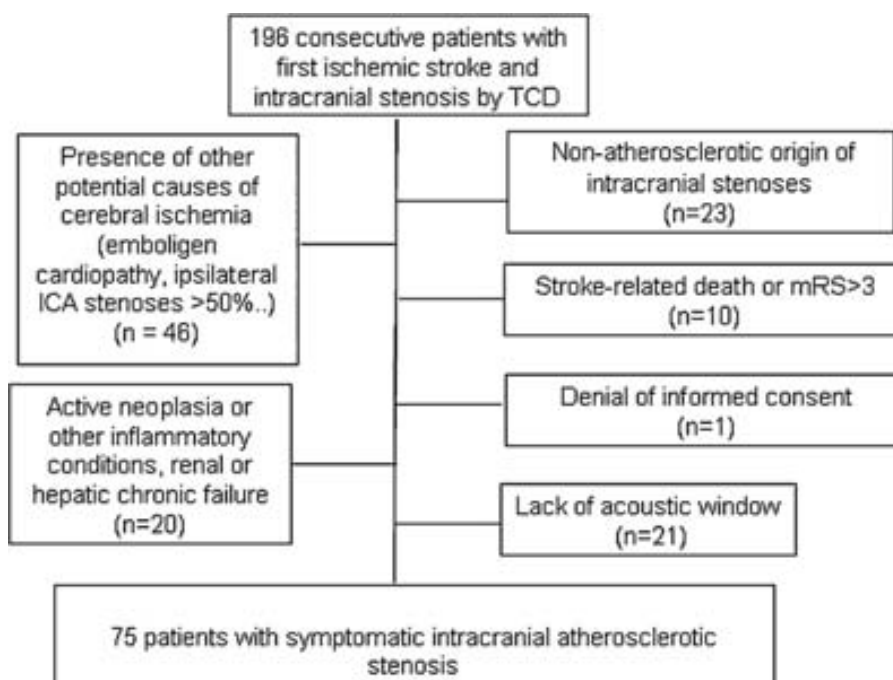 196 consecutive patients with
first ischemic stroke and
intracranial stenosis by TCD
Presence of other
potential causes of
cerebral ischemia
(emboligen
cardiopathy, ipsilateral
ICA stenoses >50%..)
(n = 46)
Non-atherosclerotic origin of
intracranial stenoses
(n=23)
Stroke-related death or mRS>3
(n=10)
Active neoplasia or
other inflammatory
conditions, renal or
hepatic chronic failure
(n=20)
Denial of informed consent
(n=1)
Lack of acoustic window
(n=21)
75 patients with symptomatic intracranial atherosclerotic
stenosis